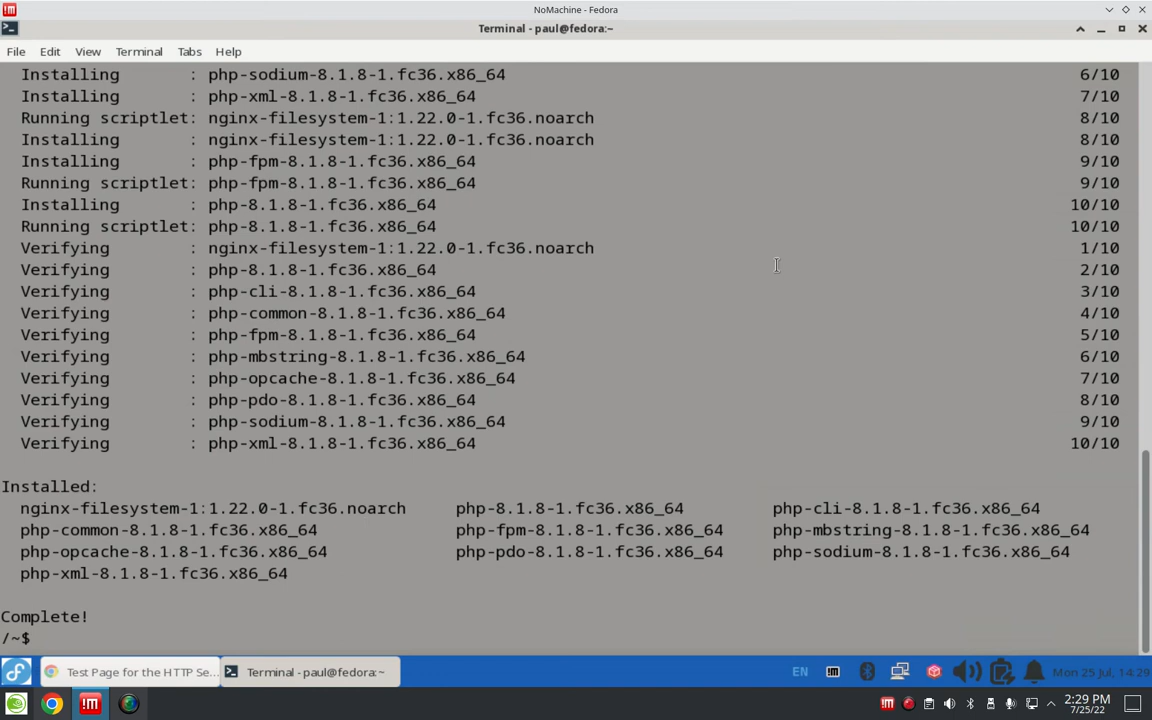 NoMachine - Fedora
Terminal - paul@fedora:~
File Edit View Terminal Tabs Help
Installing : php-sodium-8.1.8-1.fc36.x86_64 6/10
Installing : php-xml-8.1.8-1.fc36.x86_64 7/10
Running scriptlet: nginx-filesystem-1:1.22.0-1.fc36.noarch 8/10
Installing : nginx-filesystem-1:1.22.0-1.fc36.noarch 8/10
Installing : php-fpm-8.1.8-1.fc36.x86_64 9/10
Running scriptlet: php-fpm-8.1.8-1.fc36.x86_64 9/10
Installing : php-8.1.8-1.fc36.x86_64 10/10
Running scriptlet: php-8.1.8-1.fc36.x86_64 10/10
Verifying : nginx-filesystem-1:1.22.0-1.fc36.noarch 1/10
Verifying : php-8.1.8-1.fc36.x86_64 2/10
Verifying : php-cli-8.1.8-1.fc36.x86_64 3/10
Verifying : php-common-8.1.8-1.fc36.x86_64 4/10
Verifying : php-fpm-8.1.8-1.fc36.x86_64 5/10
Verifying : php-mbstring-8.1.8-1.fc36.x86_64 6/10
Verifying : php-opcache-8.1.8-1.fc36.x86_64 7/10
Verifying : php-pdo-8.1.8-1.fc36.x86_64 8/10
Verifying : php-sodium-8.1.8-1.fc36.x86_64 9/10
Verifying : php-xml-8.1.8-1.fc36.x86_64 10/10
Installed:
nginx-filesystem-1:1.22.0-1.fc36.noarch php-8.1.8-1.fc36.x86_64 php-cli-8.1.8-1.fc36.x86_64
php-common-8.1.8-1.fc36.x86_64 php-fpm-8.1.8-1.fc36.x86_64 php-mbstring-8.1.8-1.fc36.x86_64
php-opcache-8.1.8-1.fc36.x86_64 php-pdo-8.1.8-1.fc36.x86_64 php-sodium-8.1.8-1.fc36.x86_64
php-xml-8.1.8-1.fc36.x86_64
Complete!
/~$
Test Page for the HTTP Se... Terminal - paul@fedora:~ EN Mon 25 Jul, 14:29
2:29 PM
7/25/22